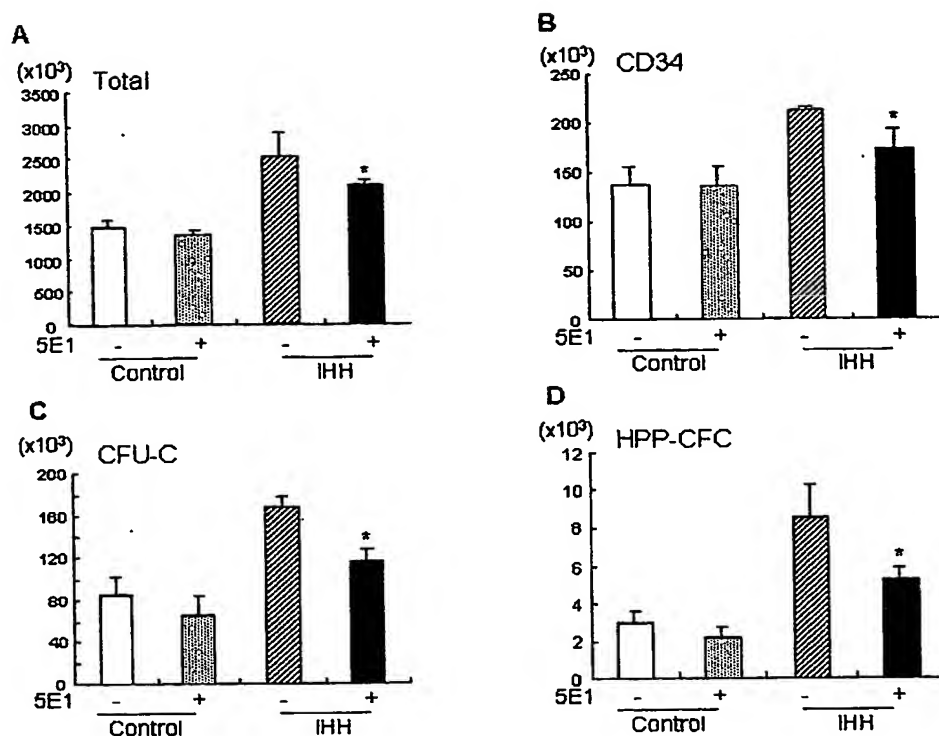 A
(x10³)
Total
3500
3000
2500
2000
1500
1000
500
0
*
5E1 - + - +
Control IHH
B
(x10³)
CD34
250
200
150
100
50
0
*
5E1 - + - +
Control IHH
C
(x10³)
CFU-C
200
160
120
80
40
0
*
5E1 - + - +
Control IHH
D
(x10³)
HPP-CFC
12
10
8
6
4
2
0
*
5E1 - + - +
Control IHH